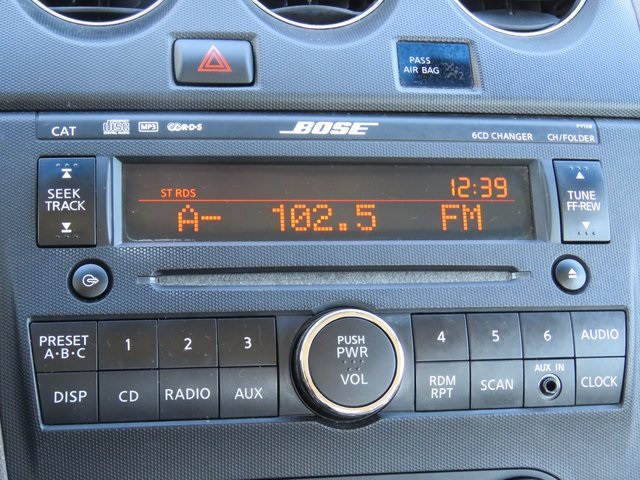 PASS
AIR BAG
CAT
MP3
R·D·S
BOSE
6CD CHANGER
CH/FOLDER
SEEK
TRACK
ST RDS
12:39
A- 102.5 FM
TUNE
FF·REW
PRESET
A·B·C
1
2
3
PUSH
PWR
VOL
4
5
6
AUDIO
DISP
CD
RADIO
AUX
RDM
RPT
SCAN
AUX IN
CLOCK